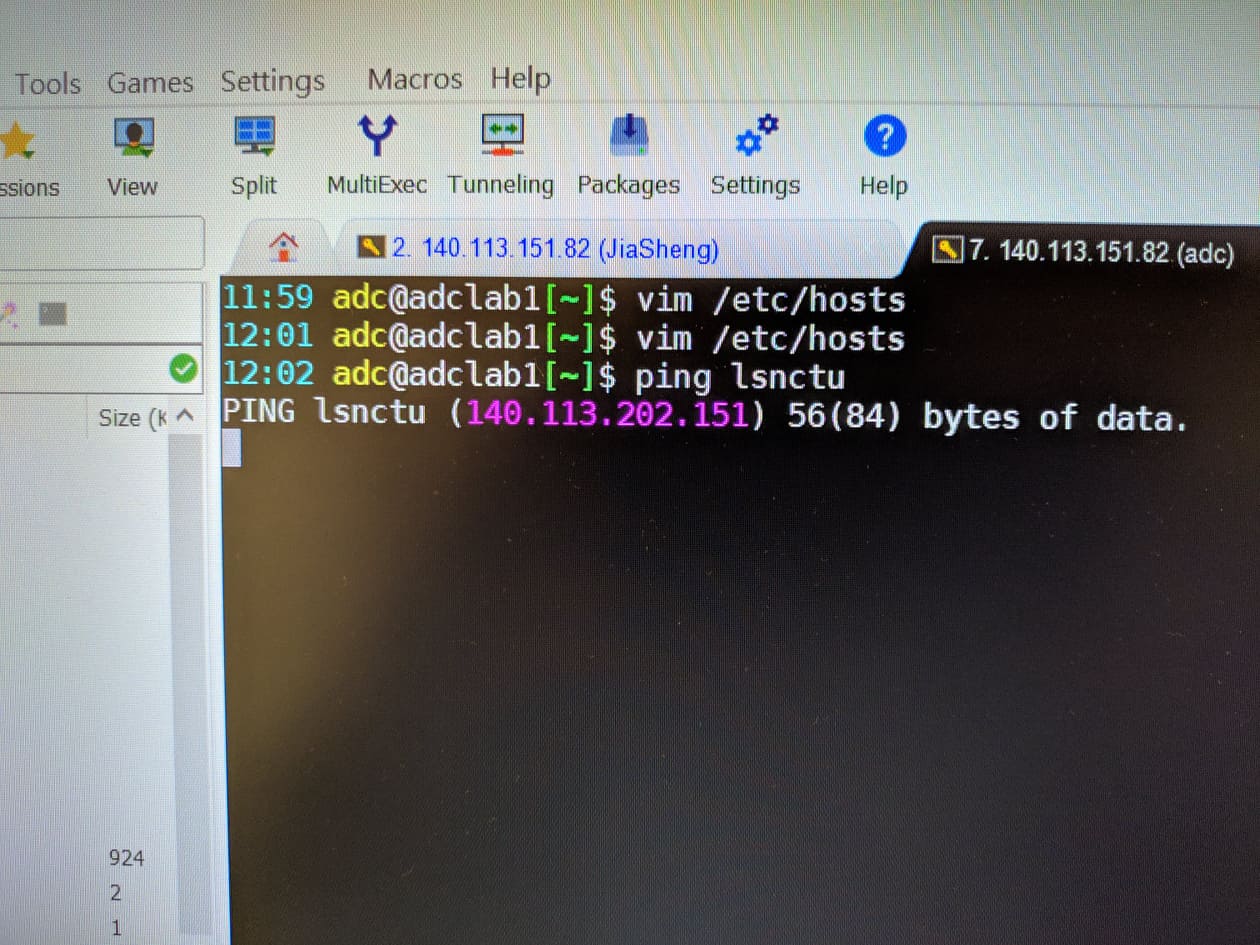 Tools Games Settings Macros Help
ssions View Split MultiExec Tunneling Packages Settings Help
2. 140.113.151.82 (JiaSheng) 7. 140.113.151.82 (adc)
11:59 adc@adclab1[~]$ vim /etc/hosts
12:01 adc@adclab1[~]$ vim /etc/hosts
12:02 adc@adclab1[~]$ ping lsnctu
Size (K
PING lsnctu (140.113.202.151) 56(84) bytes of data.
924
2
1